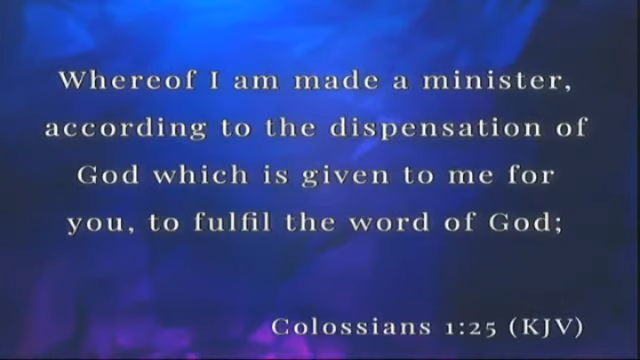 Whereof I am made a minister,
according to the dispensation of
God which is given to me for
you, to fulfil the word of God;
Colossians 1:25 (KJV)